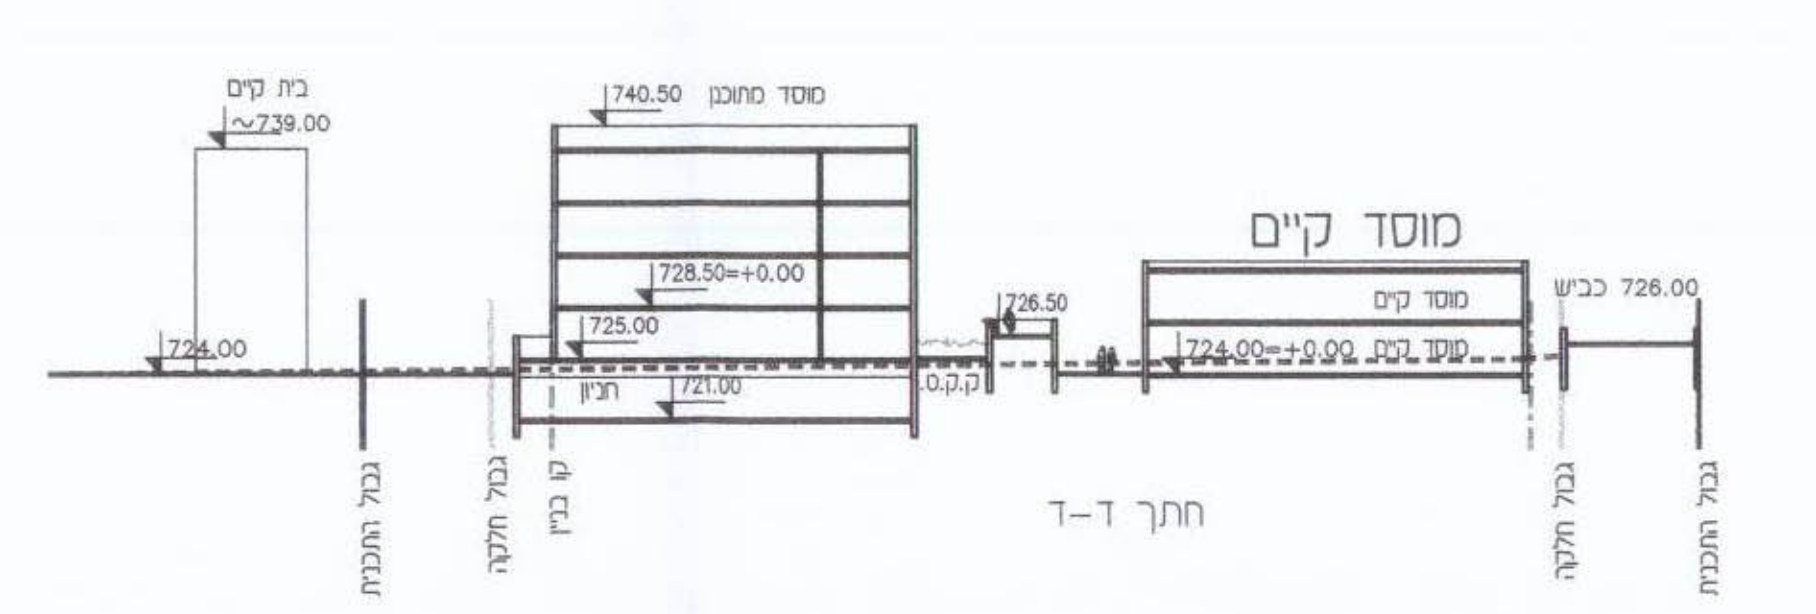 בית קיים
~739.00
740.50
מוסד מתוכנן
מוסד קיים
728.50=+0.00
726.50
מוסד קיים
כביש 726.00
725.00
724.00
724.00=+0.00
מוסד קיים
חניון
721.00
ק.ק.ס.
גבול התכנית
גבול חלקה
קו בנין
חתך ד-ד
גבול חלקה
גבול התכנית